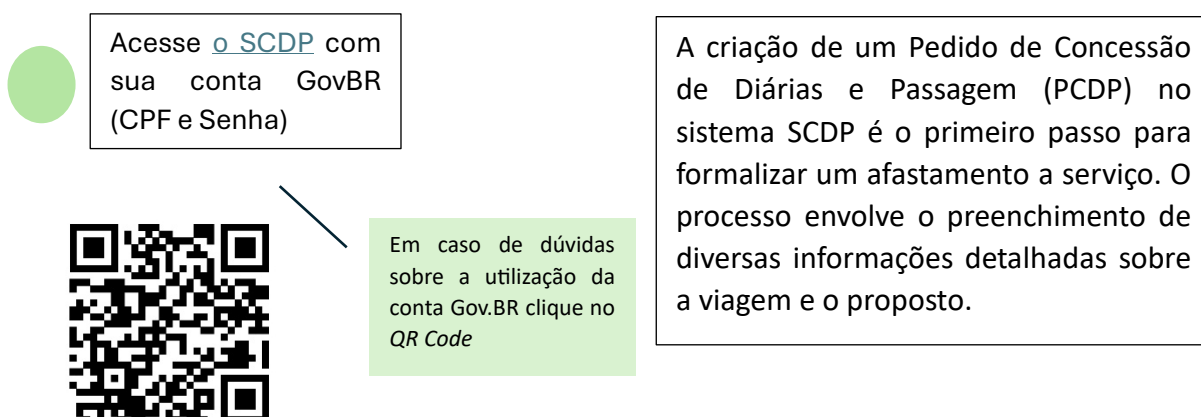 Acesse o SCDP com
sua conta GovBR
(CPF e Senha)
Em caso de dúvidas
sobre a utilização da
conta Gov.BR clique no
QR Code
A criação de um Pedido de Concessão
de Diárias e Passagem (PCDP) no
sistema SCDP é o primeiro passo para
formalizar um afastamento a serviço. O
processo envolve o preenchimento de
diversas informações detalhadas sobre
a viagem e o proposto.